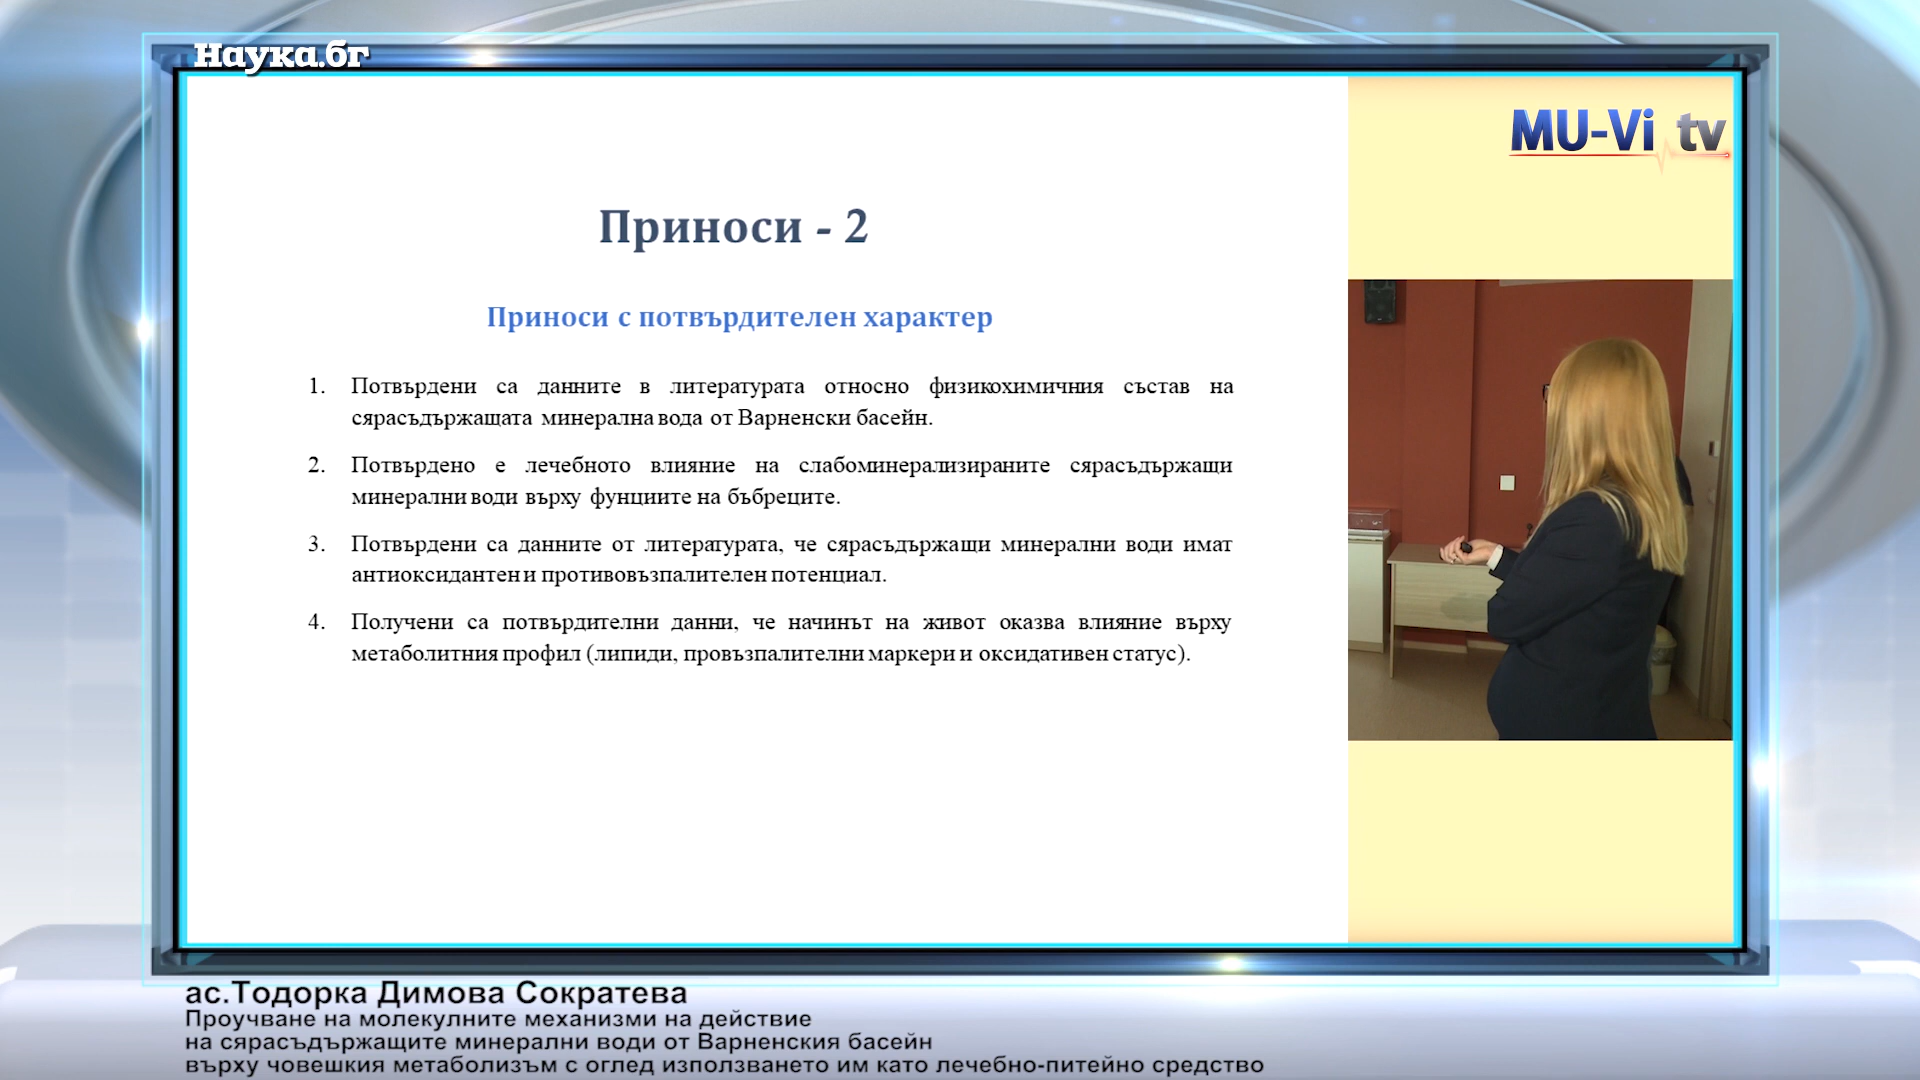 Наука.бг
MU-Vi tv
Приноси - 2
Приноси с потвърдителен характер
1. Потвърдени са данните в литературата относно физикохимичния състав на
сярасъдържащата минерална вода от Варненски басейн.
2. Потвърдено е лечебното влияние на слабоминерализираните сярасъдържащи
минерални води върху фунциите на бъбреците.
3. Потвърдени са данните от литературата, че сярасъдържащи минерални води имат
антиоксидантен и противовъзпалителен потенциал.
4. Получени са потвърдителни данни, че начинът на живот оказва влияние върху
метаболитния профил (липиди, провъзпалителни маркери и оксидативен статус).
ас.Тодорка Димова Сократева
Проучване на молекулните механизми на действие
на сярасъдържащите минерални води от Варненския басейн
върху човешкия метаболизъм с оглед използването им като лечебно-питейно средство